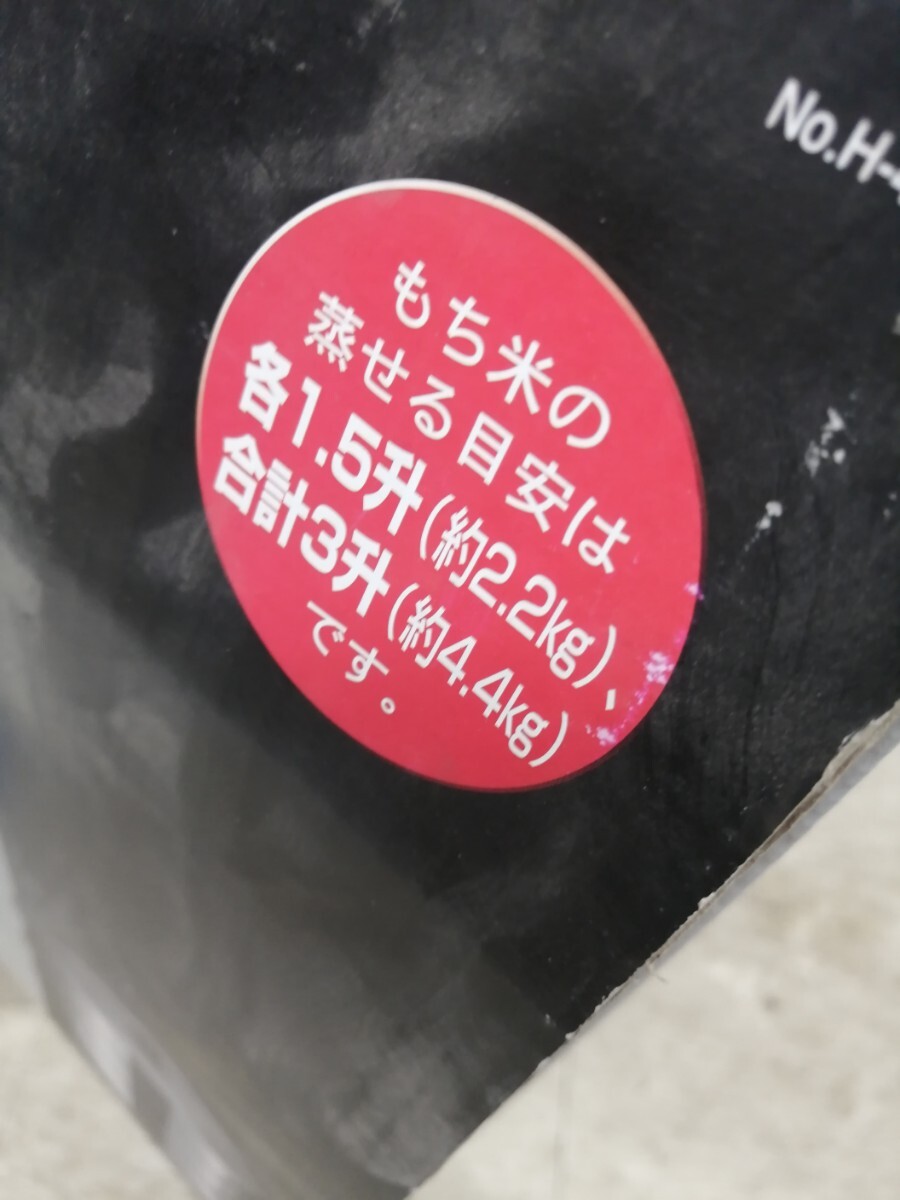 No.H-
もち米の
蒸せる目安は
各1.5升(約2.2kg)、
合計3升(約4.4kg)
です。